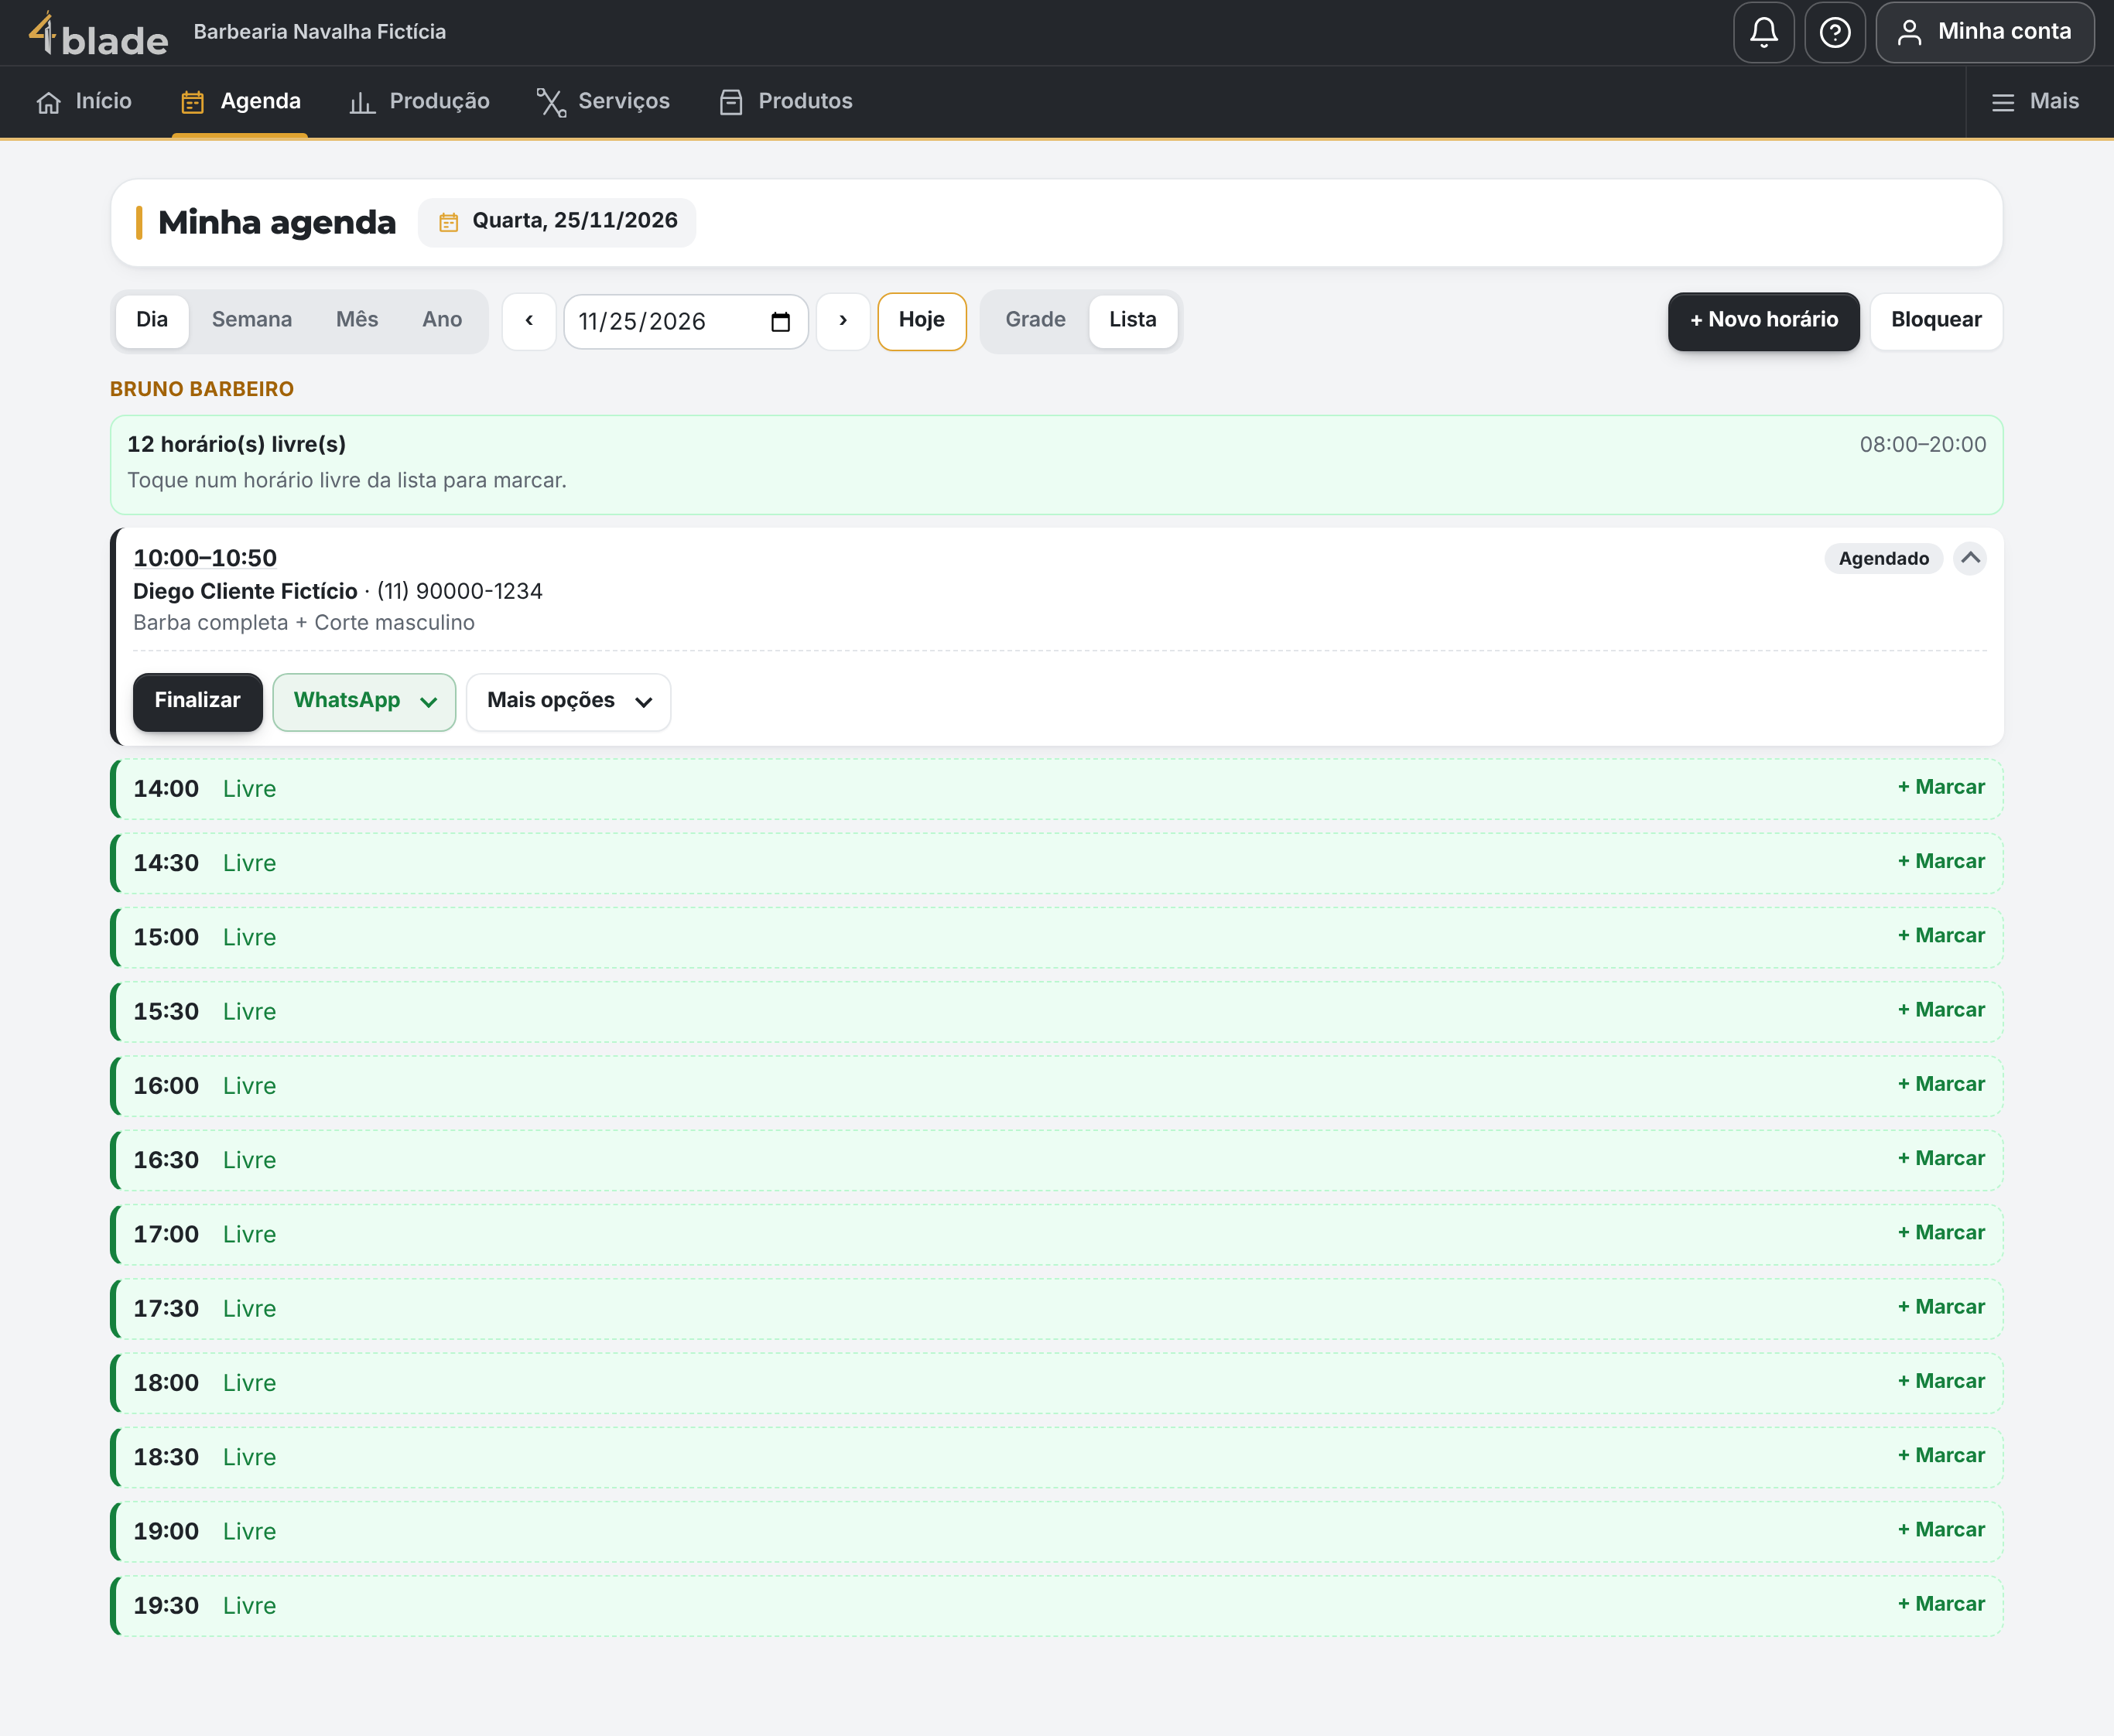 4blade Barbearia Navalha Fictícia Minha conta
Início Agenda Produção Serviços Produtos Mais
Minha agenda Quarta, 25/11/2026
Dia Semana Mês Ano ‹ 11/25/2026 › Hoje Grade Lista + Novo horário Bloquear
BRUNO BARBEIRO
12 horário(s) livre(s) 08:00–20:00
Toque num horário livre da lista para marcar.
10:00–10:50 Agendado
Diego Cliente Fictício · (11) 90000-1234
Barba completa + Corte masculino
Finalizar WhatsApp Mais opções
14:00 Livre + Marcar
14:30 Livre + Marcar
15:00 Livre + Marcar
15:30 Livre + Marcar
16:00 Livre + Marcar
16:30 Livre + Marcar
17:00 Livre + Marcar
17:30 Livre + Marcar
18:00 Livre + Marcar
18:30 Livre + Marcar
19:00 Livre + Marcar
19:30 Livre + Marcar